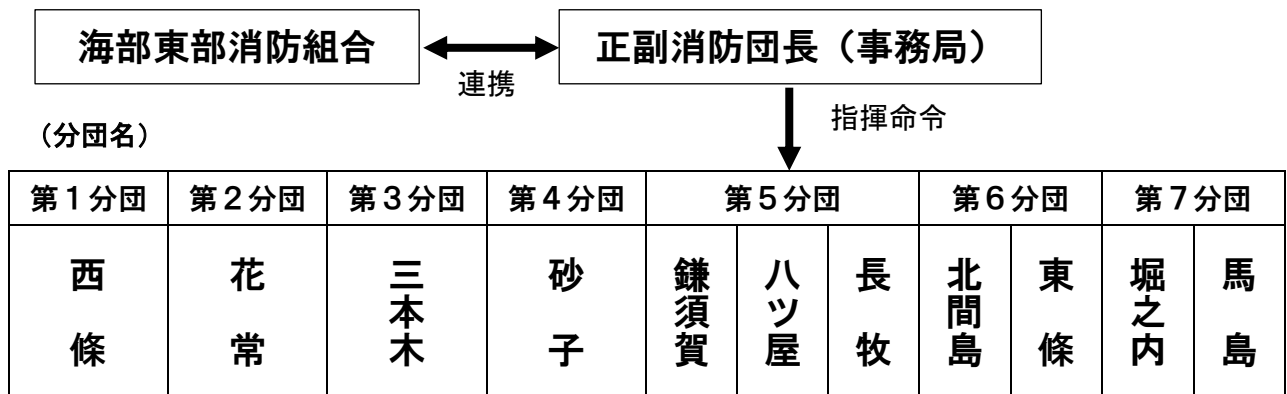 海部東部消防組合
正副消防団長（事務局）
連携
指揮命令
（分団名）
第１分団
第２分団
第３分団
第４分団
第５分団
第６分団
第７分団
西條
花常
三本木
砂子
鎌須賀
八ツ屋
長牧
北間島
東條
堀之内
馬島